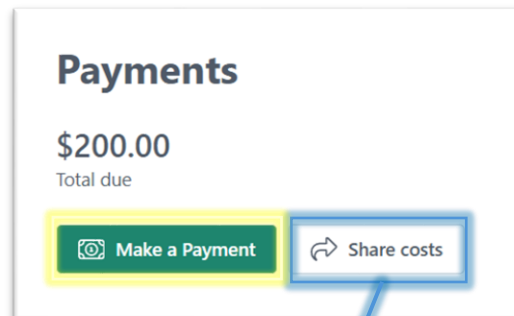 Payments
$200.00
Total due
Make a Payment
Share costs